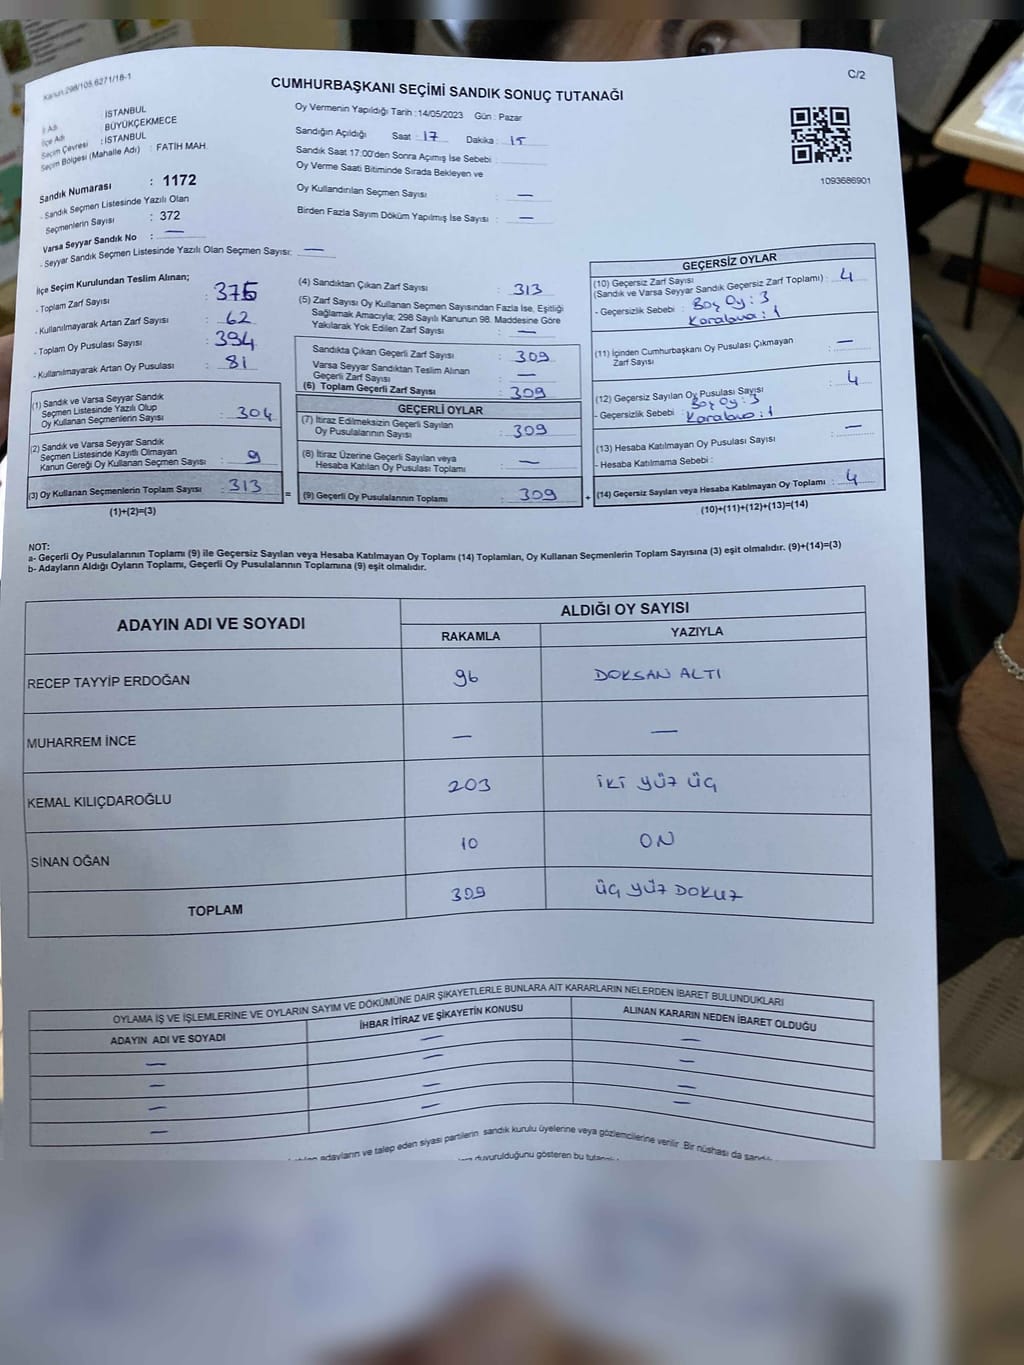 Kanun:298/105,6271/18-1
C/2
CUMHURBAŞKANI SEÇİMİ SANDIK SONUÇ TUTANAĞI
İl Adı : İSTANBUL
İlçe Adı : BÜYÜKÇEKMECE
Seçim Çevresi : İSTANBUL
Seçim Bölgesi (Mahalle Adı) : FATİH MAH.
Sandık Numarası : 1172
- Sandık Seçmen Listesinde Yazılı Olan
Seçmenlerin Sayısı : 372
Varsa Seyyar Sandık No : —
- Seyyar Sandık Seçmen Listesinde Yazılı Olan Seçmen Sayısı: —
Oy Vermenin Yapıldığı Tarih : 14/05/2023 Gün : Pazar
Sandığın Açıldığı Saat : 17 Dakika : 15
Sandık Saat 17:00'den Sonra Açımış İse Sebebi :
Oy Verme Saati Bitiminde Sırada Bekleyen ve
Oy Kullandırılan Seçmen Sayısı : —
Birden Fazla Sayım Döküm Yapılmış İse Sayısı : —
1093686901
İlçe Seçim Kurulundan Teslim Alınan;
- Toplam Zarf Sayısı : 375
- Kullanılmayarak Artan Zarf Sayısı : 62
- Toplam Oy Pusulası Sayısı : 394
- Kullanılmayarak Artan Oy Pusulası : 81
(1) Sandık ve Varsa Seyyar Sandık
Seçmen Listesinde Yazılı Olup
Oy Kullanan Seçmenlerin Sayısı : 304
(2) Sandık ve Varsa Seyyar Sandık
Seçmen Listesinde Kayıtlı Olmayan
Kanun Gereği Oy Kullanan Seçmen Sayısı : 9
(3) Oy Kullanan Seçmenlerin Toplam Sayısı : 313 =
(1)+(2)=(3)
(4) Sandıktan Çıkan Zarf Sayısı : 313
(5) Zarf Sayısı Oy Kullanan Seçmen Sayısından Fazla İse, Eşitliği
Sağlamak Amacıyla; 298 Sayılı Kanunun 98. Maddesine Göre
Yakılarak Yok Edilen Zarf Sayısı : —
Sandıkta Çıkan Geçerli Zarf Sayısı : 309
Varsa Seyyar Sandıktan Teslim Alınan
Geçerli Zarf Sayısı : —
(6) Toplam Geçerli Zarf Sayısı : 309
GEÇERLİ OYLAR
(7) İtiraz Edilmeksizin Geçerli Sayılan
Oy Pusulalarının Sayısı : 309
(8) İtiraz Üzerine Geçerli Sayılan veya
Hesaba Katılan Oy Pusulası Toplamı : —
(9) Geçerli Oy Pusulalarının Toplamı : 309 +
GEÇERSİZ OYLAR
(10) Geçersiz Zarf Sayısı
(Sandık ve Varsa Seyyar Sandık Geçersiz Zarf Toplamı) : 4
- Geçersizlik Sebebi : Boş Oy : 3
Karalama : 1
(11) İçinden Cumhurbaşkanı Oy Pusulası Çıkmayan
Zarf Sayısı : —
(12) Geçersiz Sayılan Oy Pusulası Sayısı : 4
- Geçersizlik Sebebi : Boş Oy : 3
Karalama : 1
(13) Hesaba Katılmayan Oy Pusulası Sayısı : —
- Hesaba Katılmama Sebebi :
(14) Geçersiz Sayılan veya Hesaba Katılmayan Oy Toplamı : 4
(10)+(11)+(12)+(13)=(14)
NOT:
a- Geçerli Oy Pusulalarının Toplamı (9) ile Geçersiz Sayılan veya Hesaba Katılmayan Oy Toplamı (14) Toplamları, Oy Kullanan Seçmenlerin Toplam Sayısına (3) eşit olmalıdır. (9)+(14)=(3)
b- Adayların Aldığı Oyların Toplamı, Geçerli Oy Pusulalarının Toplamına (9) eşit olmalıdır.
ADAYIN ADI VE SOYADI ALDIĞI OY SAYISI
RAKAMLA YAZIYLA
RECEP TAYYİP ERDOĞAN 96 DOKSAN ALTI
MUHARREM İNCE — —
KEMAL KILIÇDAROĞLU 203 İKİ YÜZ ÜÇ
SİNAN OĞAN 10 ON
TOPLAM 309 ÜÇ YÜZ DOKUZ
OYLAMA İŞ VE İŞLEMLERİNE VE OYLARIN SAYIM VE DÖKÜMÜNE DAİR ŞİKAYETLERLE BUNLARA AİT KARARLARIN NELERDEN İBARET BULUNDUKLARI
ADAYIN ADI VE SOYADI İHBAR İTİRAZ VE ŞİKAYETİN KONUSU ALINAN KARARIN NEDEN İBARET OLDUĞU
— — —
— — —
— — —
— — —
adayların ve talep eden siyasi partilerin sandık kurulu üyelerine veya gözlemcilerine verilir. Bir nüshası da
duyurulduğunu gösteren bu